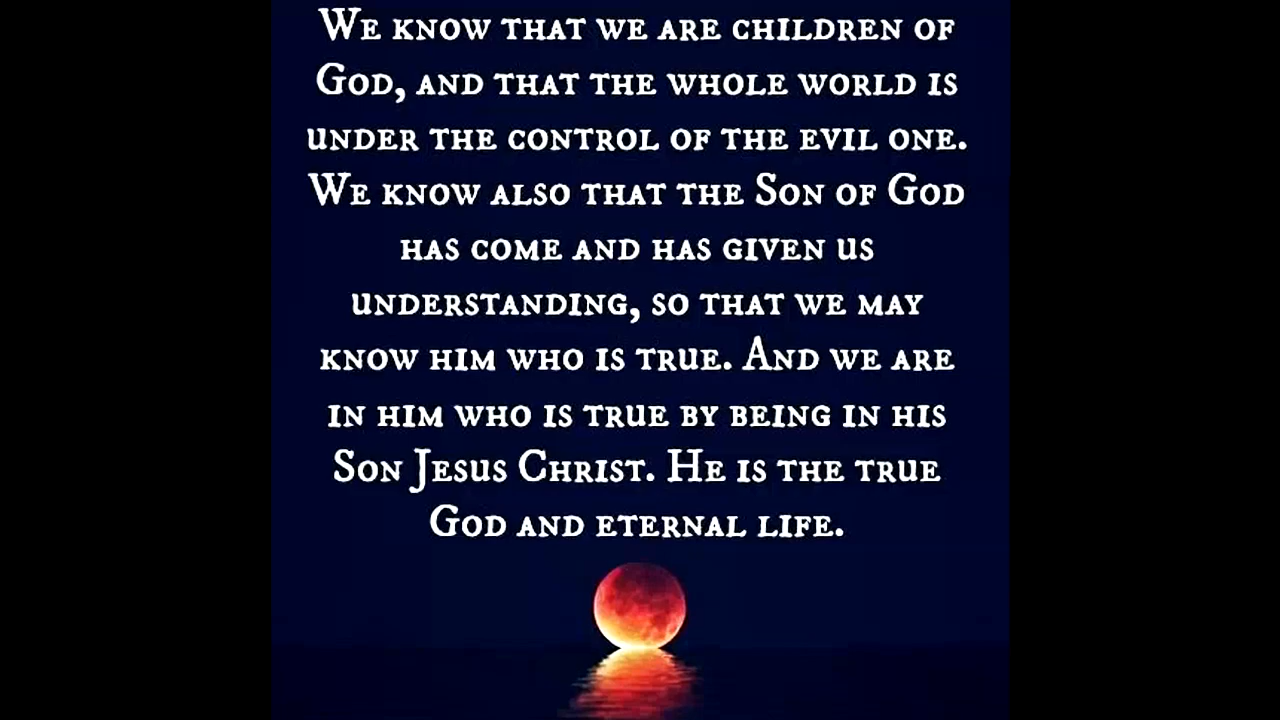 We know that we are children of
God, and that the whole world is
under the control of the evil one.
We know also that the Son of God
has come and has given us
understanding, so that we may
know him who is true. And we are
in him who is true by being in his
Son Jesus Christ. He is the true
God and eternal life.